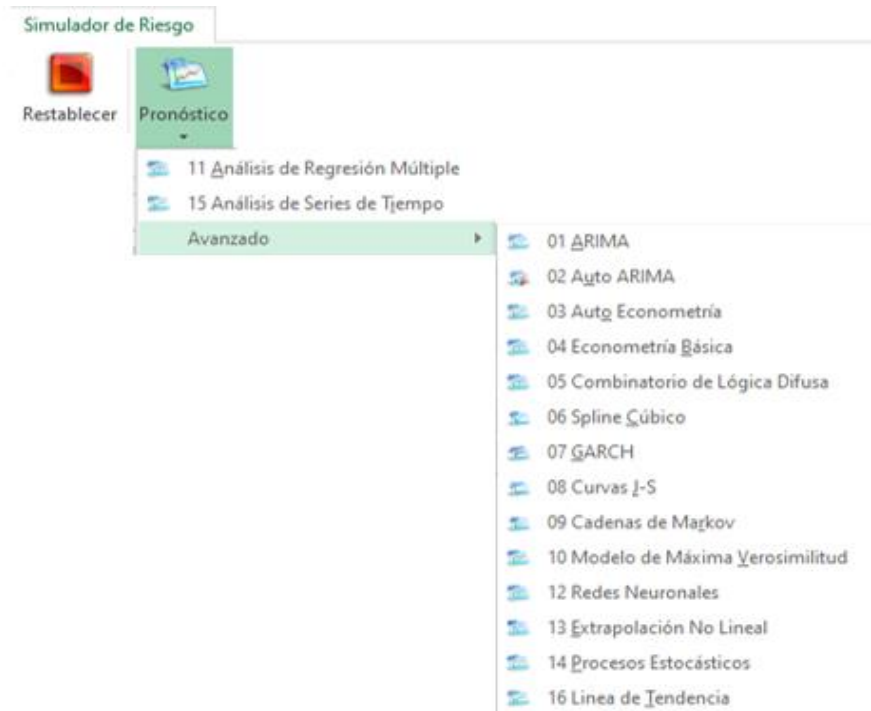 Simulador de Riesgo
Restablecer
Pronóstico
11 Análisis de Regresión Múltiple
15 Análisis de Series de Tiempo
Avanzado
01 ARIMA
02 Auto ARIMA
03 Auto Econometría
04 Econometría Básica
05 Combinatorio de Lógica Difusa
06 Spline Cúbico
07 GARCH
08 Curvas J-S
09 Cadenas de Markov
10 Modelo de Máxima Verosimilitud
12 Redes Neuronales
13 Extrapolación No Lineal
14 Procesos Estocásticos
16 Linea de Tendencia